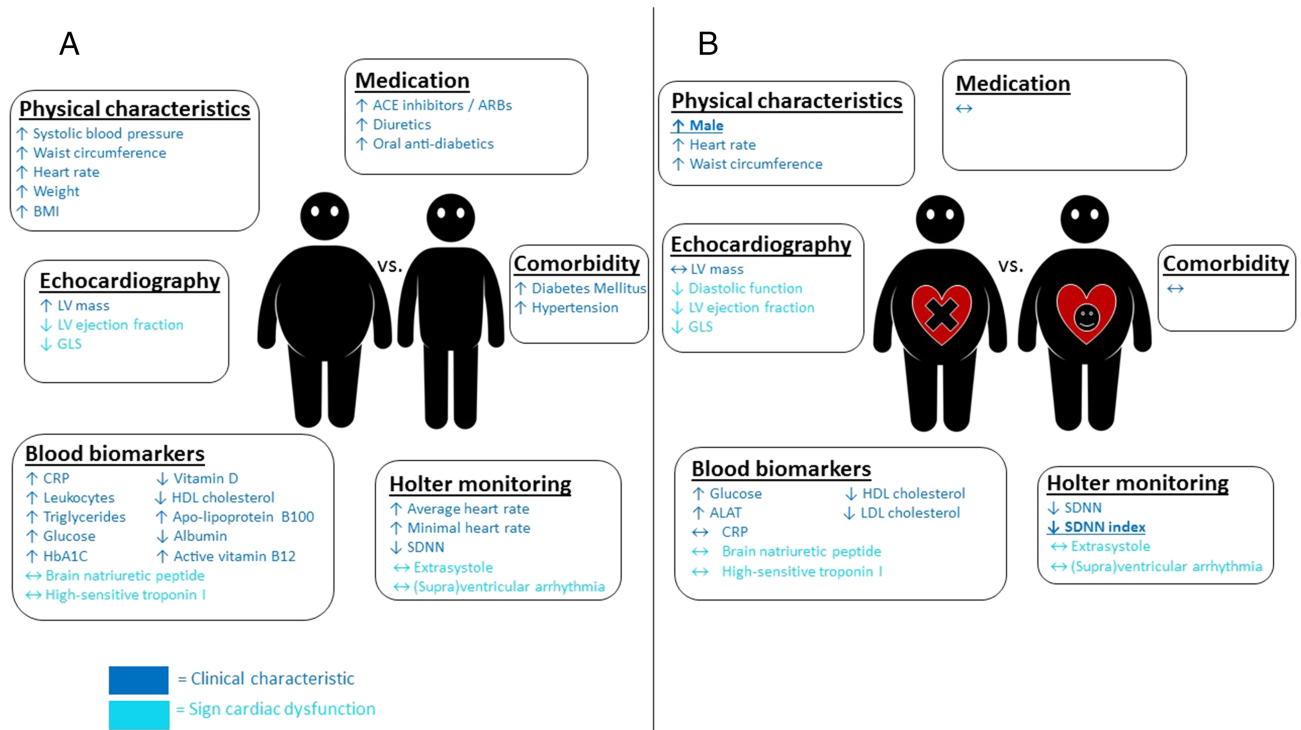 A
Medication
↑ ACE inhibitors / ARBs
↑ Diuretics
↑ Oral anti-diabetics
Physical characteristics
↑ Systolic blood pressure
↑ Waist circumference
↑ Heart rate
↑ Weight
↑ BMI
vs.
Echocardiography
↑ LV mass
↓ LV ejection fraction
↓ GLS
Comorbidity
↑ Diabetes Mellitus
↑ Hypertension
Blood biomarkers
↑ CRP
↑ Leukocytes
↑ Triglycerides
↑ Glucose
↑ HbA1C
↓ Vitamin D
↓ HDL cholesterol
↑ Apo-lipoprotein B100
↓ Albumin
↑ Active vitamin B12
↔ Brain natriuretic peptide
↔ High-sensitive troponin I
Holter monitoring
↑ Average heart rate
↑ Minimal heart rate
↓ SDNN
↔ Extrasystole
↔ (Supra)ventricular arrhythmia
= Clinical characteristic
= Sign cardiac dysfunction
B
Medication
↔
Physical characteristics
↑ Male
↑ Heart rate
↑ Waist circumference
Echocardiography
↔ LV mass
↓ Diastolic function
↓ LV ejection fraction
↓ GLS
vs.
Comorbidity
↔
Blood biomarkers
↑ Glucose
↑ ALAT
↔ CRP
↔ Brain natriuretic peptide
↔ High-sensitive troponin I
↓ HDL cholesterol
↓ LDL cholesterol
Holter monitoring
↓ SDNN
↓ SDNN index
↔ Extrasystole
↔ (Supra)ventricular arrhythmia